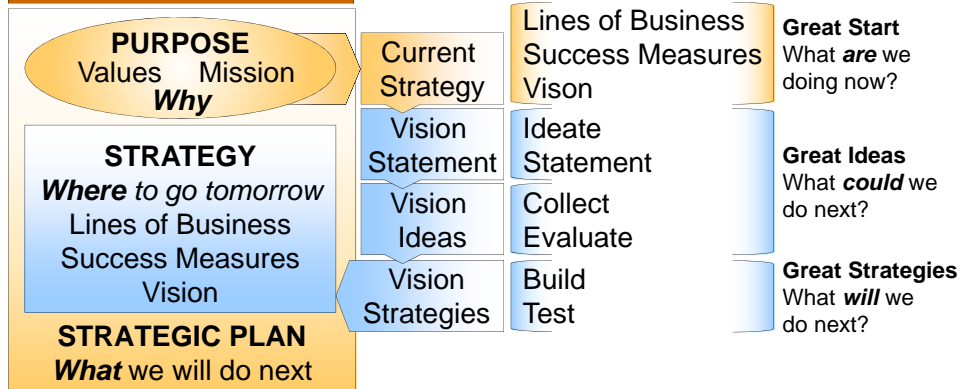 PURPOSE
Values Mission
Why
STRATEGY
Where to go tomorrow
Lines of Business
Success Measures
Vision
STRATEGIC PLAN
What we will do next
Current
Strategy
Lines of Business
Success Measures
Vison
Great Start
What are we
doing now?
Vision
Statement
Ideate
Statement
Vision
Ideas
Collect
Evaluate
Great Ideas
What could we
do next?
Vision
Strategies
Build
Test
Great Strategies
What will we
do next?